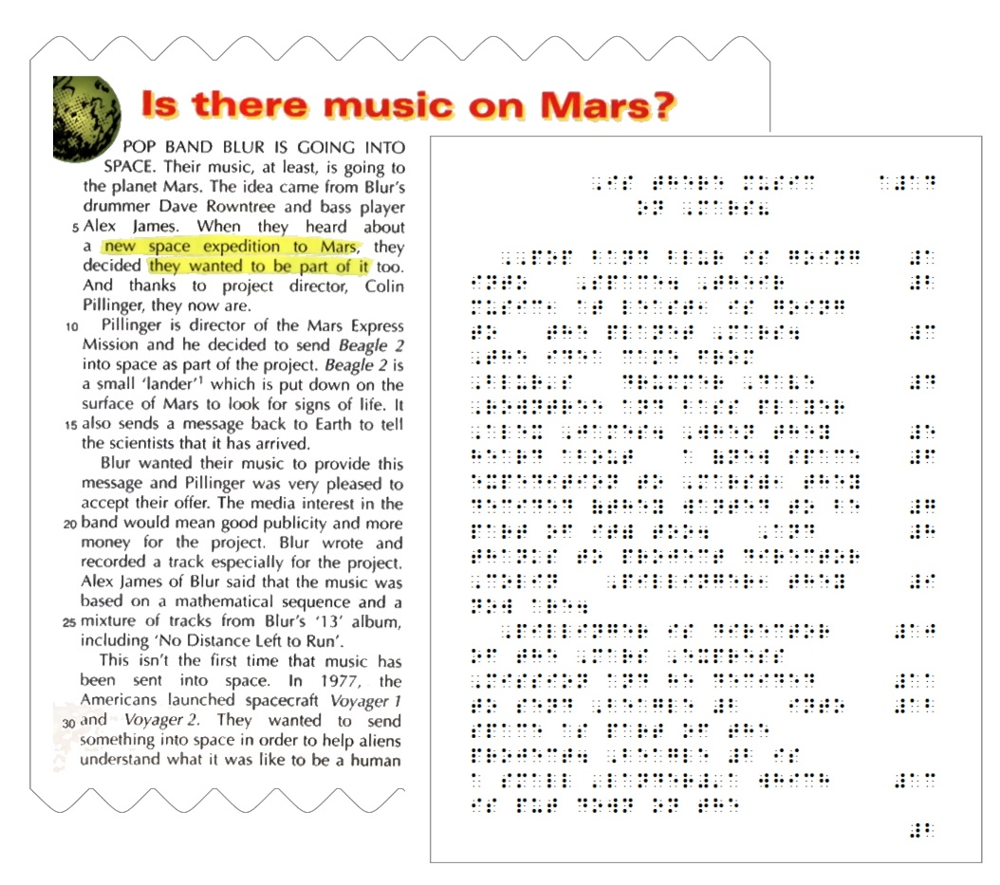 Is there music on Mars?
POP BAND BLUR IS GOING INTO
SPACE. Their music, at least, is going to
the planet Mars. The idea came from Blur's
drummer Dave Rowntree and bass player
5 Alex James. When they heard about
a new space expedition to Mars, they
decided they wanted to be part of it too.
And thanks to project director, Colin
Pillinger, they now are.
10 Pillinger is director of the Mars Express
Mission and he decided to send Beagle 2
into space as part of the project. Beagle 2 is
a small 'lander'¹ which is put down on the
surface of Mars to look for signs of life. It
15 also sends a message back to Earth to tell
the scientists that it has arrived.
Blur wanted their music to provide this
message and Pillinger was very pleased to
accept their offer. The media interest in the
20 band would mean good publicity and more
money for the project. Blur wrote and
recorded a track especially for the project.
Alex James of Blur said that the music was
based on a mathematical sequence and a
25 mixture of tracks from Blur's '13' album,
including 'No Distance Left to Run'.
This isn't the first time that music has
been sent into space. In 1977, the
Americans launched spacecraft Voyager 1
30 and Voyager 2. They wanted to send
something into space in order to help aliens
understand what it was like to be a human
⠠⠊⠎ ⠞⠓⠑⠗⠑ ⠍⠥⠎⠊⠉ ⠁⠼⠁⠝
⠕⠝ ⠠⠍⠁⠗⠎⠦
⠠⠠⠏⠕⠏ ⠃⠁⠝⠙ ⠃⠇⠥⠗ ⠊⠎ ⠛⠕⠊⠝⠛ ⠼⠁
⠊⠝⠞⠕ ⠠⠎⠏⠁⠉⠑⠲ ⠠⠞⠓⠑⠊⠗ ⠼⠃
⠍⠥⠎⠊⠉⠂ ⠁⠞ ⠇⠑⠁⠎⠞⠂ ⠊⠎ ⠛⠕⠊⠝⠛
⠞⠕ ⠞⠓⠑ ⠏⠇⠁⠝⠑⠞ ⠠⠍⠁⠗⠎⠲ ⠼⠉
⠠⠞⠓⠑ ⠊⠙⠑⠁ ⠉⠁⠍⠑ ⠋⠗⠕⠍
⠠⠃⠇⠥⠗⠄⠎ ⠙⠗⠥⠍⠍⠑⠗ ⠠⠙⠁⠧⠑ ⠼⠙
⠠⠗⠕⠺⠝⠞⠗⠑⠑ ⠁⠝⠙ ⠃⠁⠎⠎ ⠏⠇⠁⠽⠑⠗
⠠⠁⠇⠑⠭ ⠠⠚⠁⠍⠑⠎⠲ ⠠⠺⠓⠑⠝ ⠞⠓⠑⠽ ⠼⠑
⠓⠑⠁⠗⠙ ⠁⠃⠕⠥⠞ ⠁ ⠷⠝⠑⠺ ⠎⠏⠁⠉⠑ ⠼⠋
⠑⠭⠏⠑⠙⠊⠞⠊⠕⠝ ⠞⠕ ⠠⠍⠁⠗⠎⠾⠂ ⠞⠓⠑⠽
⠙⠑⠉⠊⠙⠑⠙ ⠷⠞⠓⠑⠽ ⠺⠁⠝⠞⠑⠙ ⠞⠕ ⠃⠑ ⠼⠛
⠏⠁⠗⠞ ⠕⠋ ⠊⠞⠾ ⠞⠕⠕⠲ ⠠⠁⠝⠙ ⠼⠓
⠞⠓⠁⠝⠅⠎ ⠞⠕ ⠏⠗⠕⠚⠑⠉⠞ ⠙⠊⠗⠑⠉⠞⠕⠗
⠠⠉⠕⠇⠊⠝ ⠠⠏⠊⠇⠇⠊⠝⠛⠑⠗⠂ ⠞⠓⠑⠽ ⠼⠊
⠝⠕⠺ ⠁⠗⠑⠲
⠠⠏⠊⠇⠇⠊⠝⠛⠑⠗ ⠊⠎ ⠙⠊⠗⠑⠉⠞⠕⠗ ⠼⠁⠚
⠕⠋ ⠞⠓⠑ ⠠⠍⠁⠗⠎ ⠠⠑⠭⠏⠗⠑⠎⠎
⠠⠍⠊⠎⠎⠊⠕⠝ ⠁⠝⠙ ⠓⠑ ⠙⠑⠉⠊⠙⠑⠙ ⠼⠁⠁
⠞⠕ ⠎⠑⠝⠙ ⠠⠃⠑⠁⠛⠇⠑ ⠼⠃ ⠊⠝⠞⠕ ⠼⠁⠃
⠎⠏⠁⠉⠑ ⠁⠎ ⠏⠁⠗⠞ ⠕⠋ ⠞⠓⠑
⠏⠗⠕⠚⠑⠉⠞⠲ ⠠⠃⠑⠁⠛⠇⠑ ⠼⠃ ⠊⠎
⠁ ⠎⠍⠁⠇⠇ ⠠⠇⠁⠝⠙⠑⠗⠼⠄⠁ ⠺⠓⠊⠉⠓ ⠼⠁⠉
⠊⠎ ⠏⠥⠞ ⠙⠕⠺⠝ ⠕⠝ ⠞⠓⠑
⠼⠃